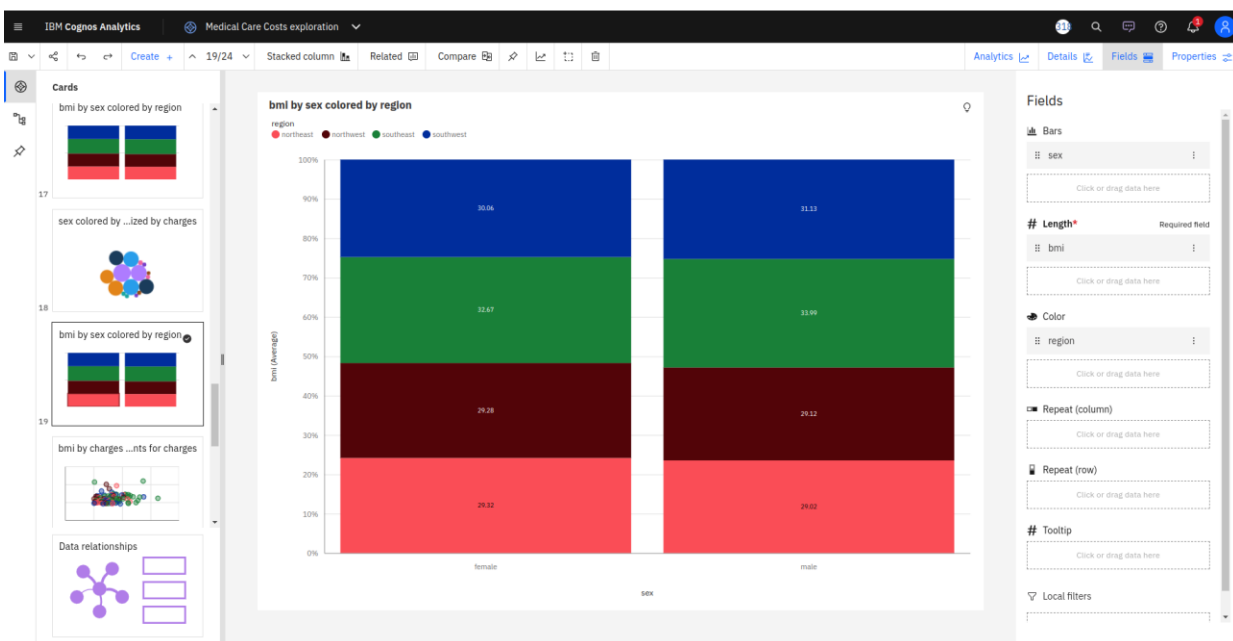 IBM Cognos Analytics
Medical Care Costs exploration
Create +
19/24
Stacked column
Related
Compare
Analytics
Details
Fields
Properties
Cards
bmi by sex colored by region
17
sex colored by ...ized by charges
18
bmi by sex colored by region
19
bmi by charges ...nts for charges
Data relationships
bmi by sex colored by region
region
northeast northwest southeast southwest
bmi (Average)
100%
90%
80%
70%
60%
50%
40%
30%
20%
10%
0%
30.06 31.13
32.67 33.99
29.28 29.12
29.32 29.02
female male
sex
Fields
Bars
sex
Click or drag data here
# Length* Required field
bmi
Click or drag data here
Color
region
Click or drag data here
Repeat (column)
Click or drag data here
Repeat (row)
Click or drag data here
# Tooltip
Click or drag data here
Local filters